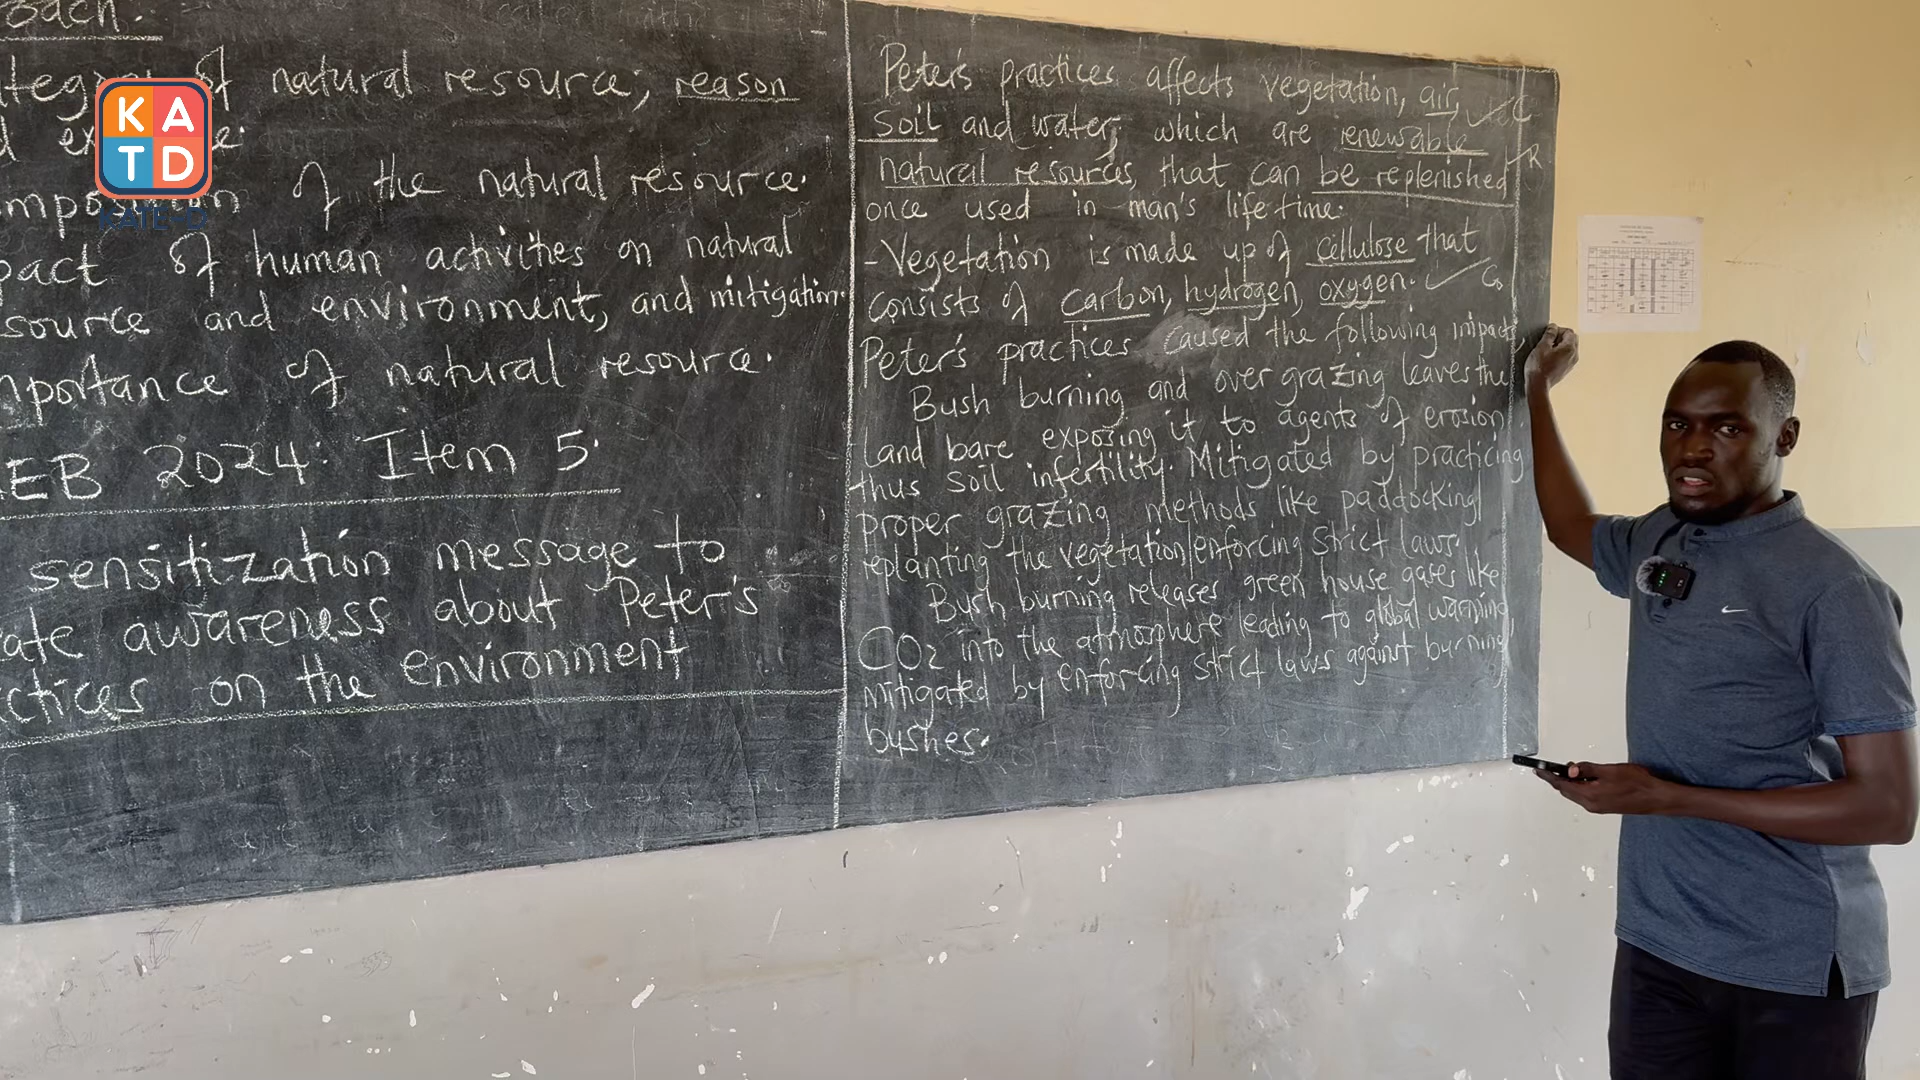 oach.
ategory of natural resource; reason
d example:
omposition of the natural resource.
pact of human activities on natural
source and environment, and mitigation.
mportance of natural resource.
EB 2024: Item 5.
sensitization message to
ate awareness about Peter's
ctices on the environment
KA
TD
KATE-D
Peter's practices affects vegetation, air, C
soil and water, which are renewable
natural resources, that can be replenished R
once used in man's life time.
-Vegetation is made up of cellulose that
consists of carbon, hydrogen, oxygen. Co
Peter's practices caused the following impacts,
Bush burning and over grazing leaves the
land bare exposing it to agents of erosion
thus soil infertility. Mitigated by practicing
proper grazing methods like paddocking/
replanting the vegetation/enforcing strict laws.
Bush burning releases green house gases like
CO2 into the atmosphere leading to global warming,
mitigated by enforcing strict laws against burning
bushes.